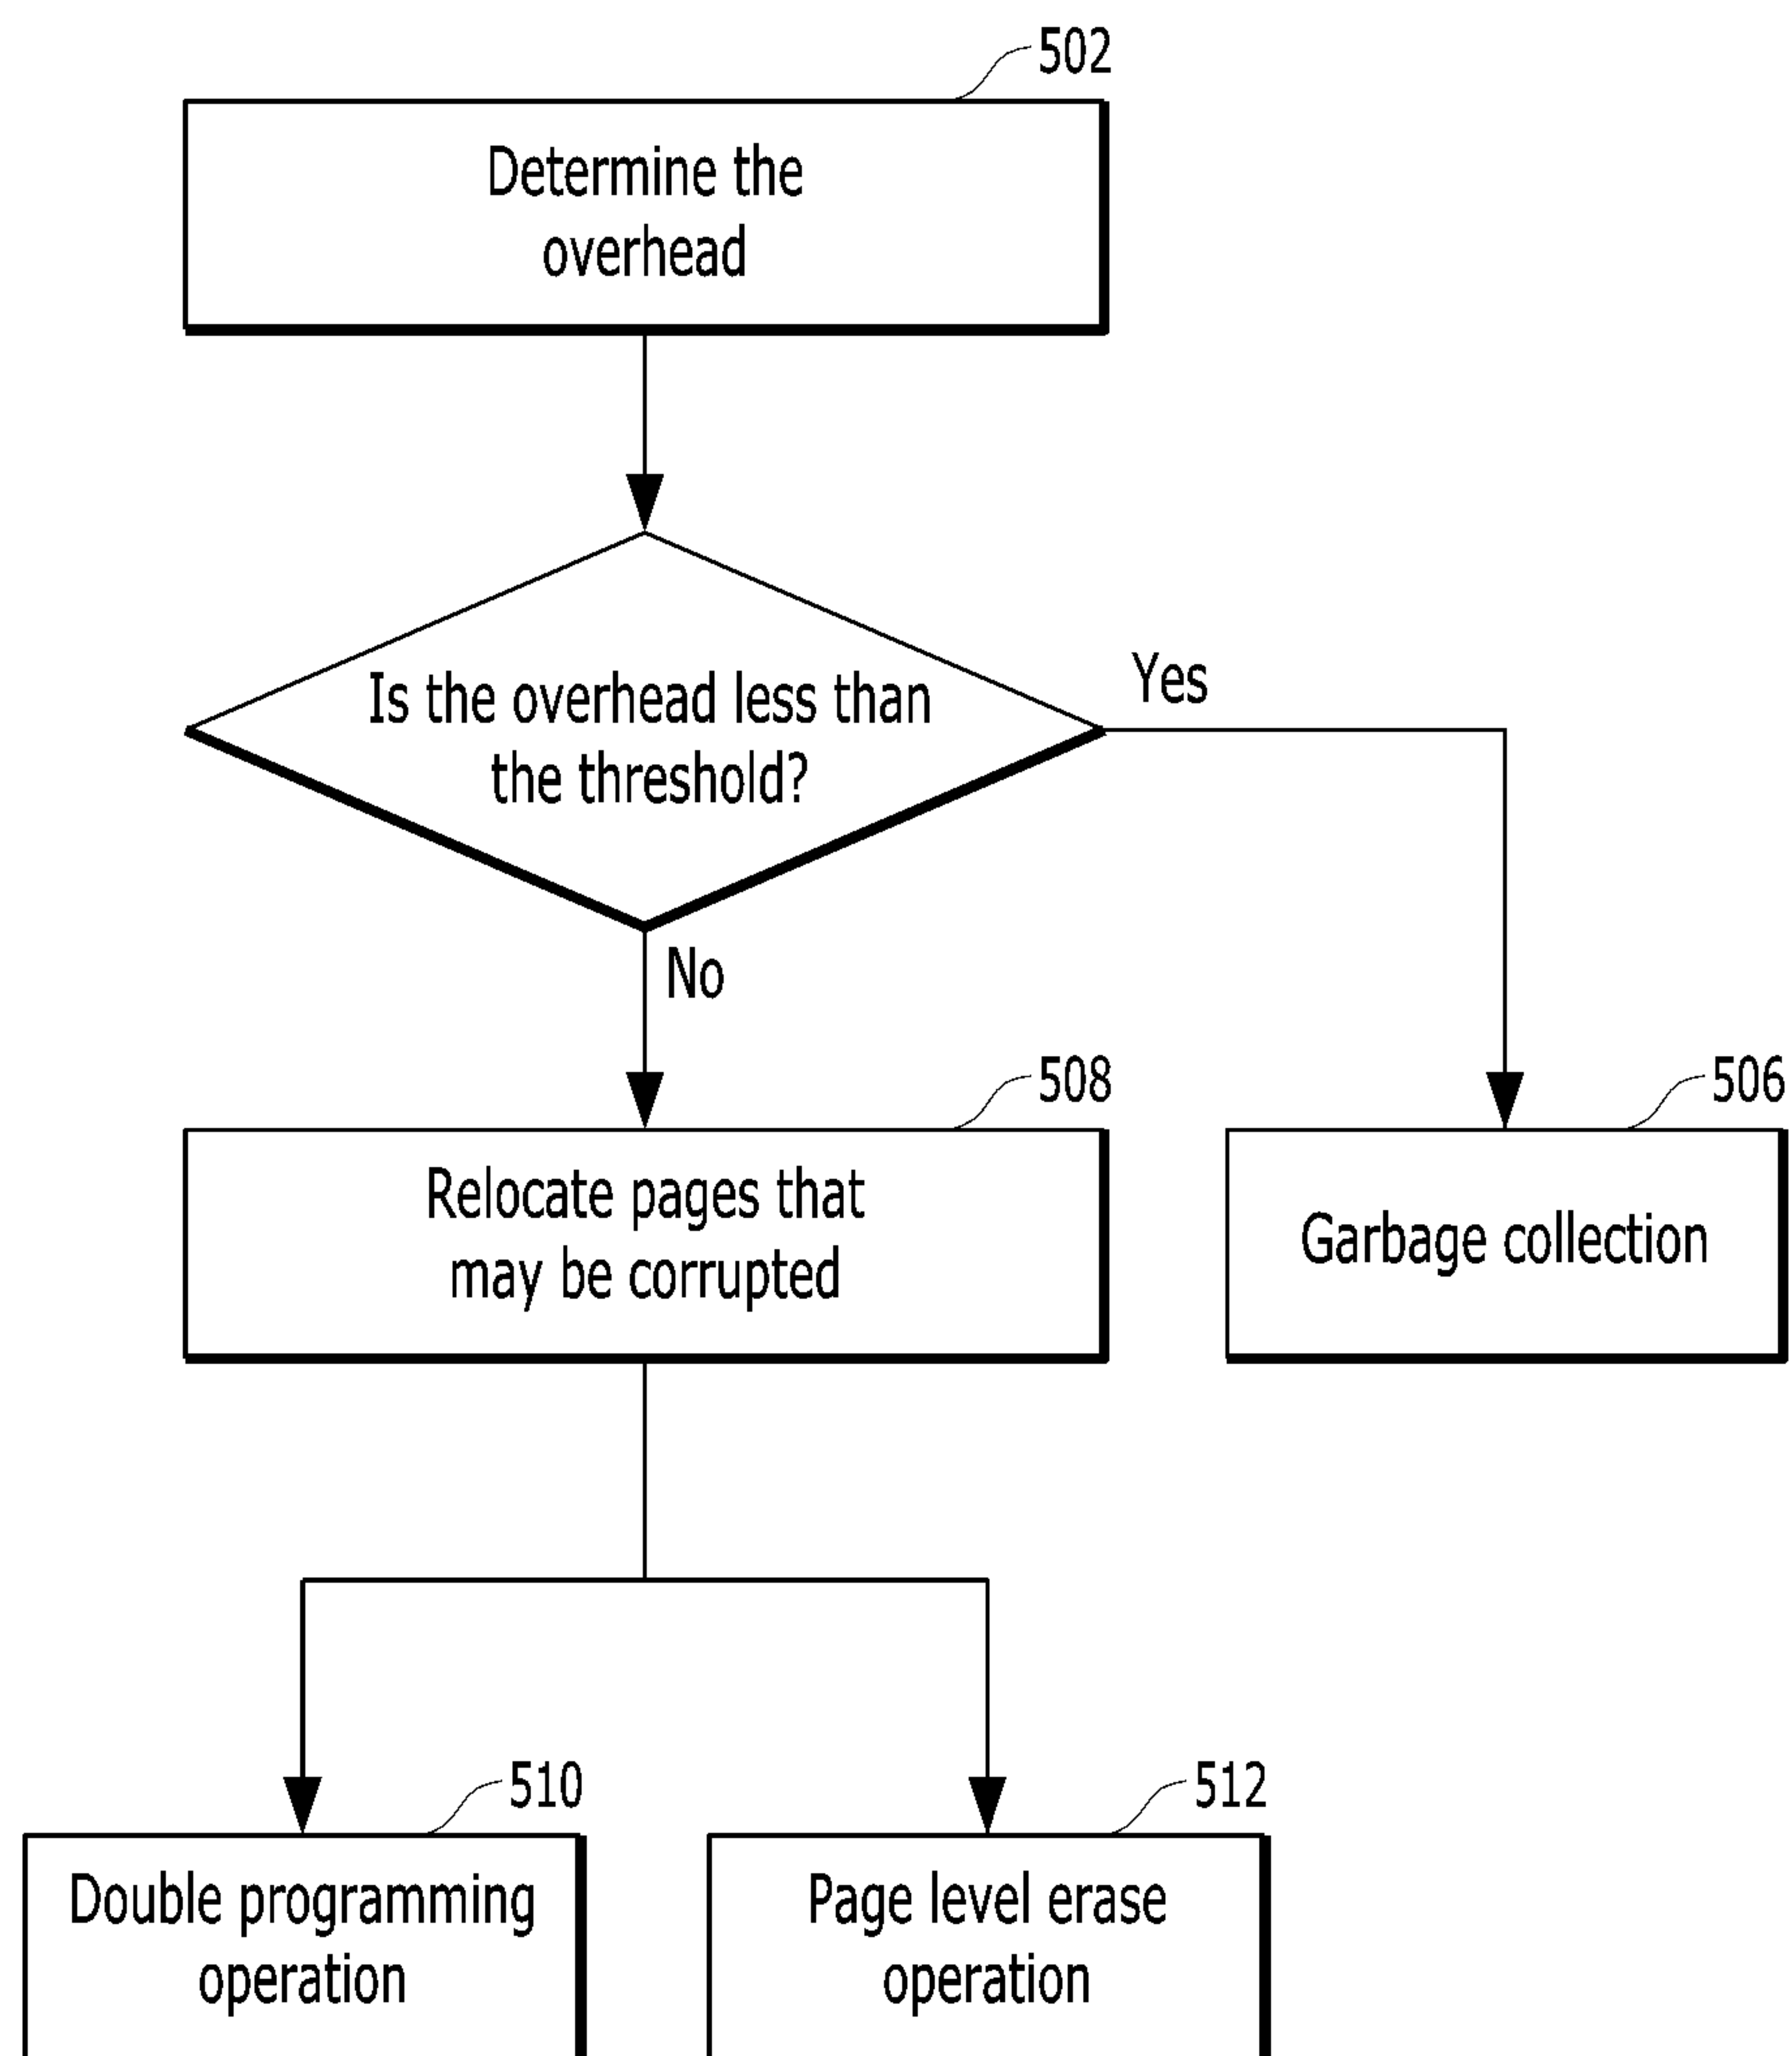 502
Determine the
overhead
Is the overhead less than
the threshold?
Yes
No
508
Relocate pages that
may be corrupted
506
Garbage collection
510
Double programming
operation
512
Page level erase
operation